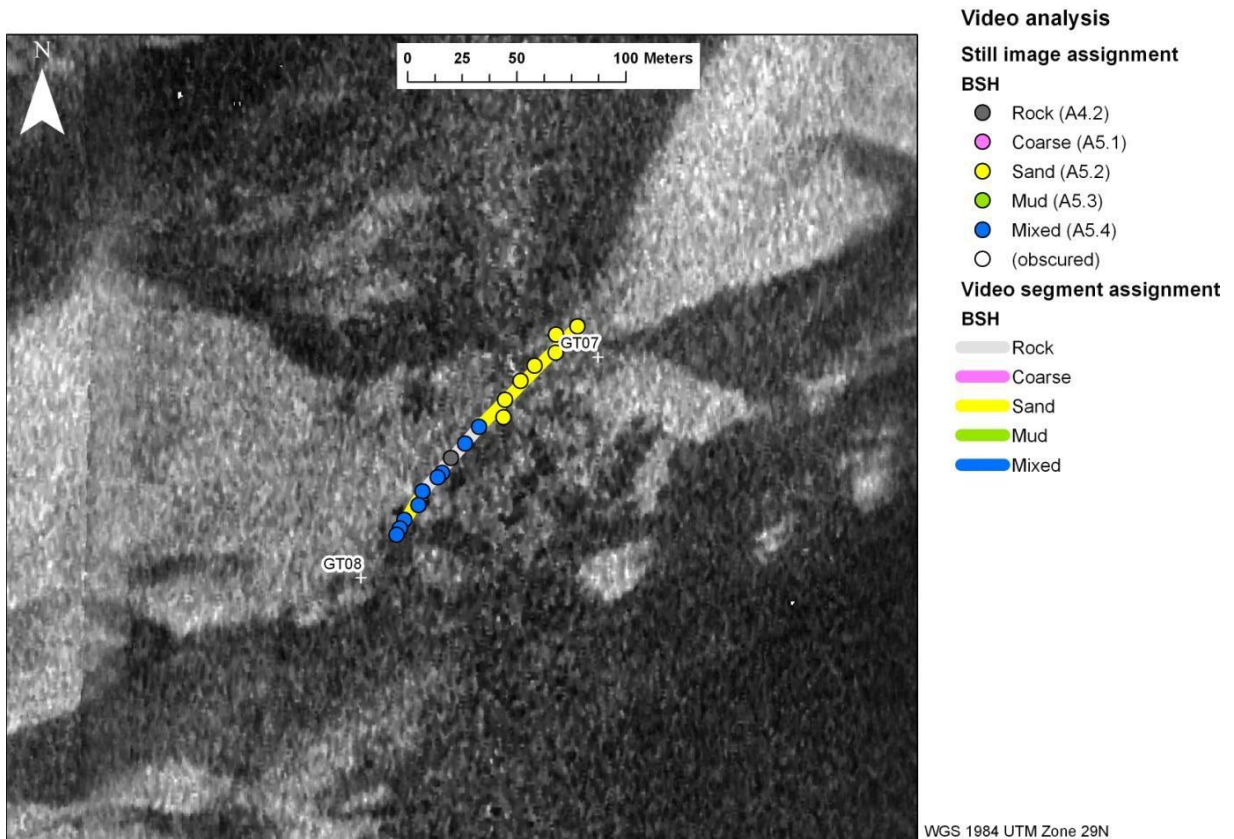 N
0 25 50 100 Meters
GT07
GT08
Video analysis
Still image assignment
BSH
Rock (A4.2)
Coarse (A5.1)
Sand (A5.2)
Mud (A5.3)
Mixed (A5.4)
(obscured)
Video segment assignment
BSH
Rock
Coarse
Sand
Mud
Mixed
WGS 1984 UTM Zone 29N